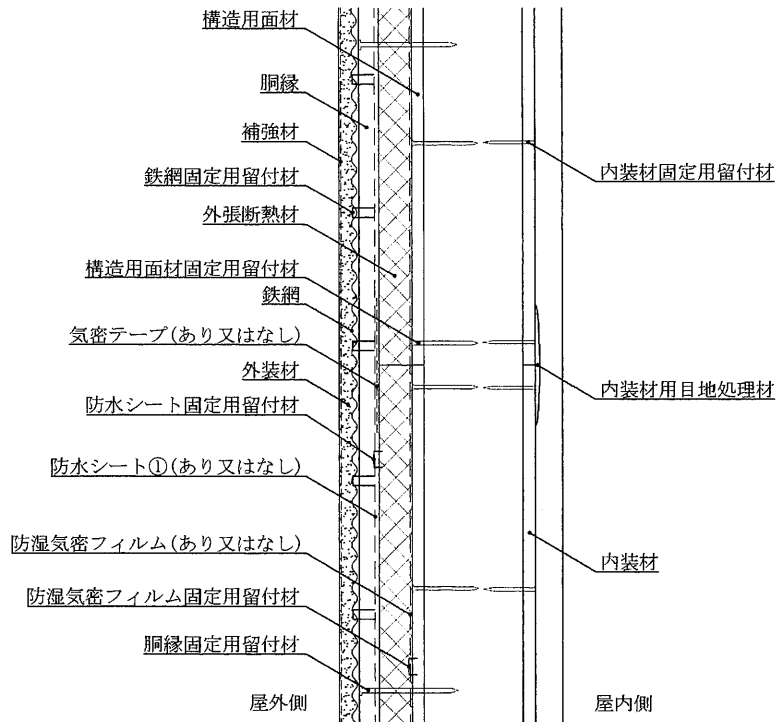 構造用面材
胴縁
補強材
鉄網固定用留付材
外張断熱材
構造用面材固定用留付材
鉄網
気密テープ(あり又はなし)
外装材
防水シート固定用留付材
防水シート①(あり又はなし)
防湿気密フィルム(あり又はなし)
防湿気密フィルム固定用留付材
胴縁固定用留付材
屋外側
内装材固定用留付材
内装材用目地処理材
内装材
屋内側